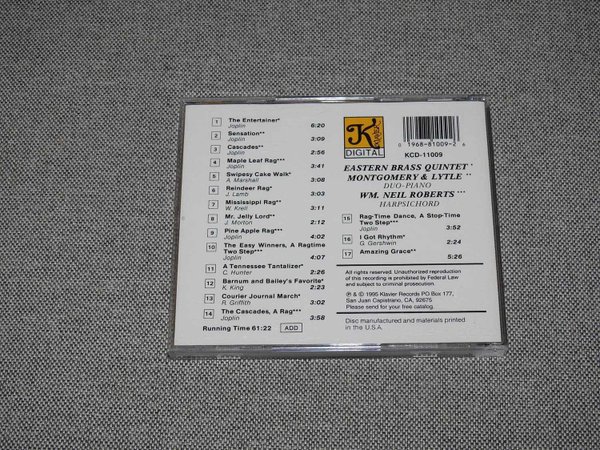 1 The Entertainer* 
Joplin 6:20
2 Sensation**
Joplin 3:09
3 Cascades**
Joplin 2:56
4 Maple Leaf Rag***
Joplin 3:41
5 Swipesy Cake Walk*
A. Marshall 3:08
6 Reindeer Rag*
J. Lamb 3:03
7 Mississippi Rag**
W. Krell 3:11
8 Mr. Jelly Lord**
J. Morton 2:12
9 Pine Apple Rag***
Joplin 4:02
10 The Easy Winners, A Ragtime
Two Step***
Joplin 4:07
11 A Tennessee Tantalizer*
C. Hunter 2:26
12 Barnum and Bailey's Favorite*
K. King 2:23
13 Courier Journal March*
R. Griffith 3:02
14 The Cascades, A Rag***
Joplin 3:58
Running Time 61:22 ADD
K
KLAVIER
DIGITAL
0 1968-81009-2 6
KCD-11009
EASTERN BRASS QUINTET *
MONTGOMERY & LYTLE **
DUO-PIANO
WM. NEIL ROBERTS ***
HARPSICHORD
15 Rag-Time Dance, A Stop-Time
Two Step***
Joplin 3:52
16 I Got Rhythm*
G. Gershwin 2:24
17 Amazing Grace**
5:26
All rights reserved. Unauthorized reproduction
of this recording is prohibited by Federal Law
and subject to criminal prosecution.
℗ & © 1995 Klavier Records PO Box 177,
San Juan Capistrano, CA, 92675
Please send for your free catalog.
Disc manufactured and materials printed
in the U.S.A.